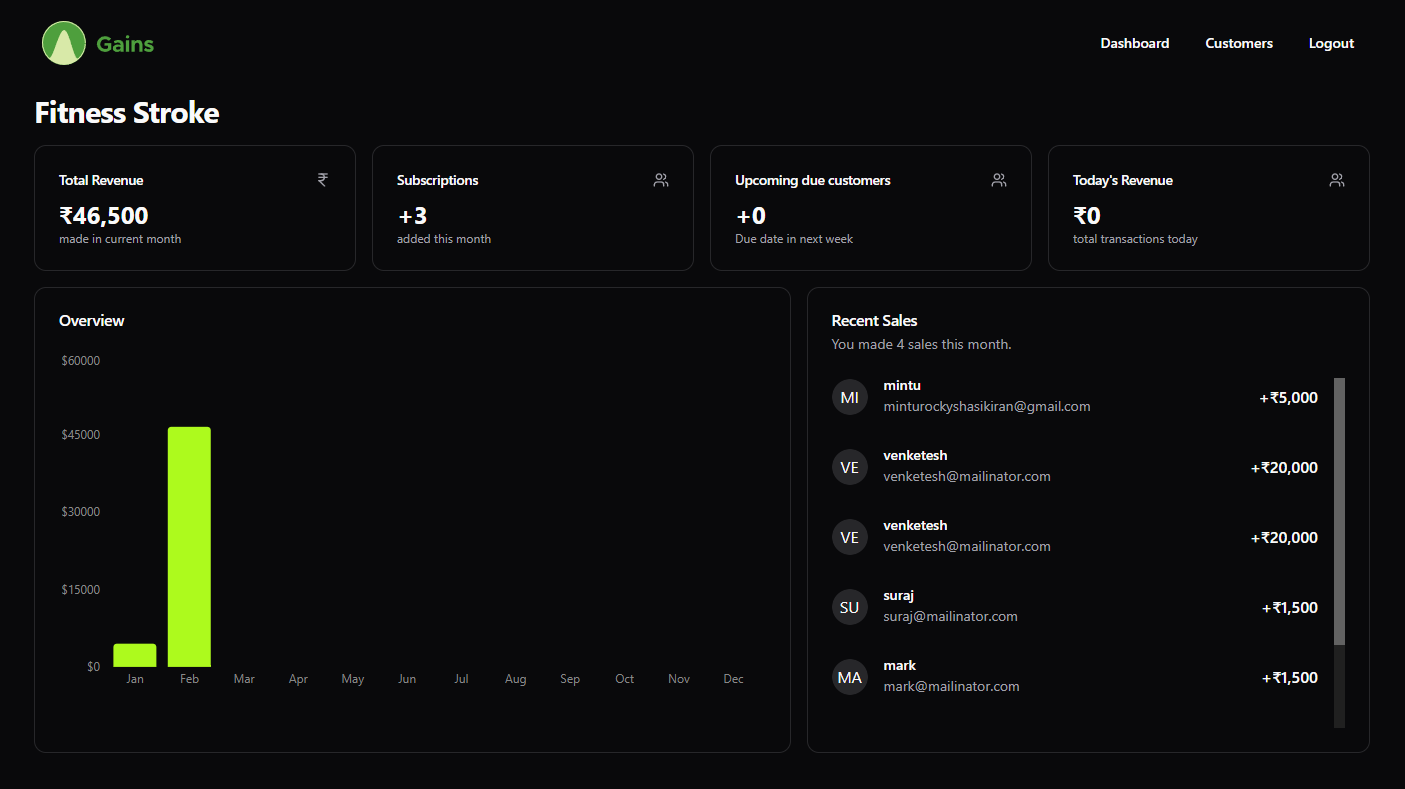 Gains
Dashboard Customers Logout
Fitness Stroke
Total Revenue ₹
₹46,500
made in current month
Subscriptions
+3
added this month
Upcoming due customers
+0
Due date in next week
Today's Revenue
₹0
total transactions today
Overview
$60000
$45000
$30000
$15000
$0
Jan Feb Mar Apr May Jun Jul Aug Sep Oct Nov Dec
Recent Sales
You made 4 sales this month.
MI mintu +₹5,000
minturockyshasikiran@gmail.com
VE venketesh +₹20,000
venketesh@mailinator.com
VE venketesh +₹20,000
venketesh@mailinator.com
SU suraj +₹1,500
suraj@mailinator.com
MA mark +₹1,500
mark@mailinator.com